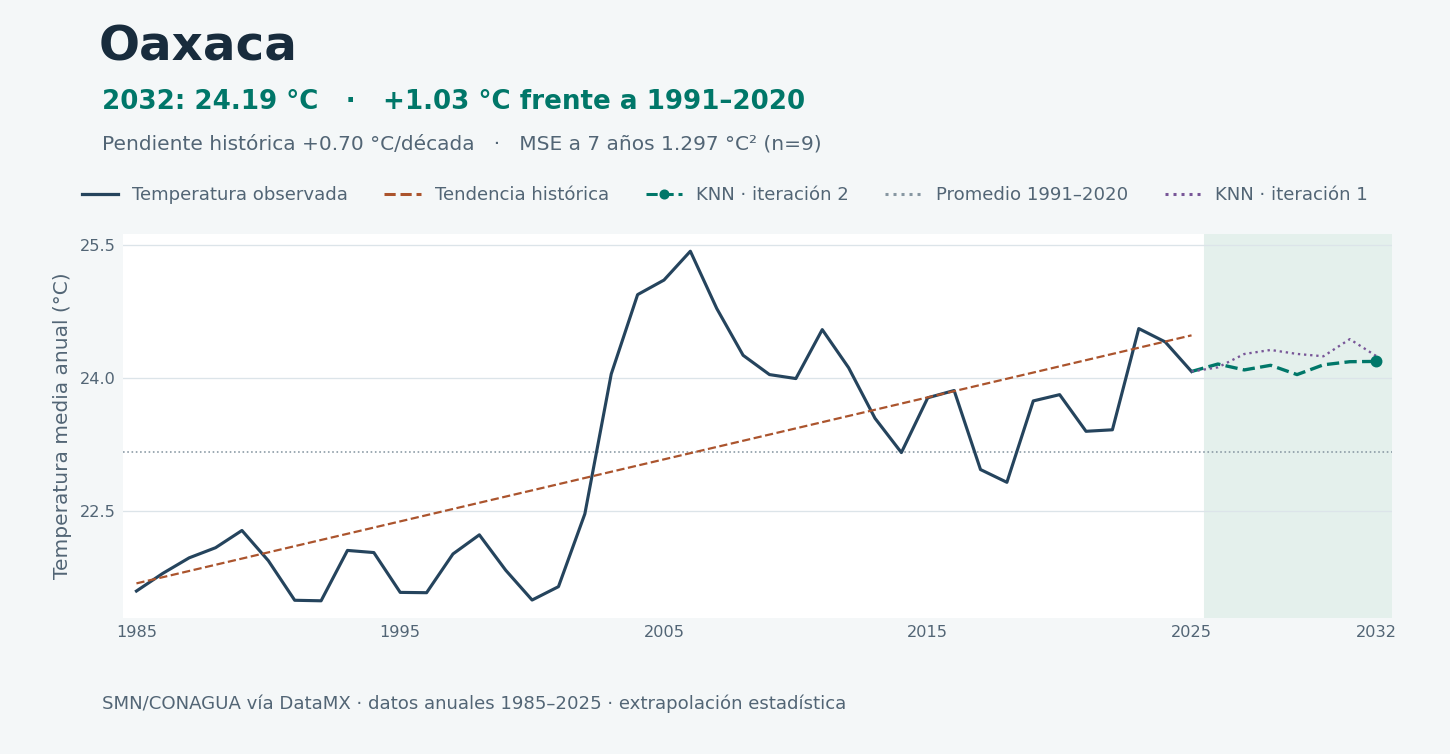 Oaxaca
2032: 24.19 °C · +1.03 °C frente a 1991–2020
Pendiente histórica +0.70 °C/década · MSE a 7 años 1.297 °C² (n=9)
Temperatura observada
Tendencia histórica
KNN · iteración 2
Promedio 1991–2020
KNN · iteración 1
Temperatura media anual (°C)
25.5
24.0
22.5
1985
1995
2005
2015
2025
2032
SMN/CONAGUA vía DataMX · datos anuales 1985–2025 · extrapolación estadística